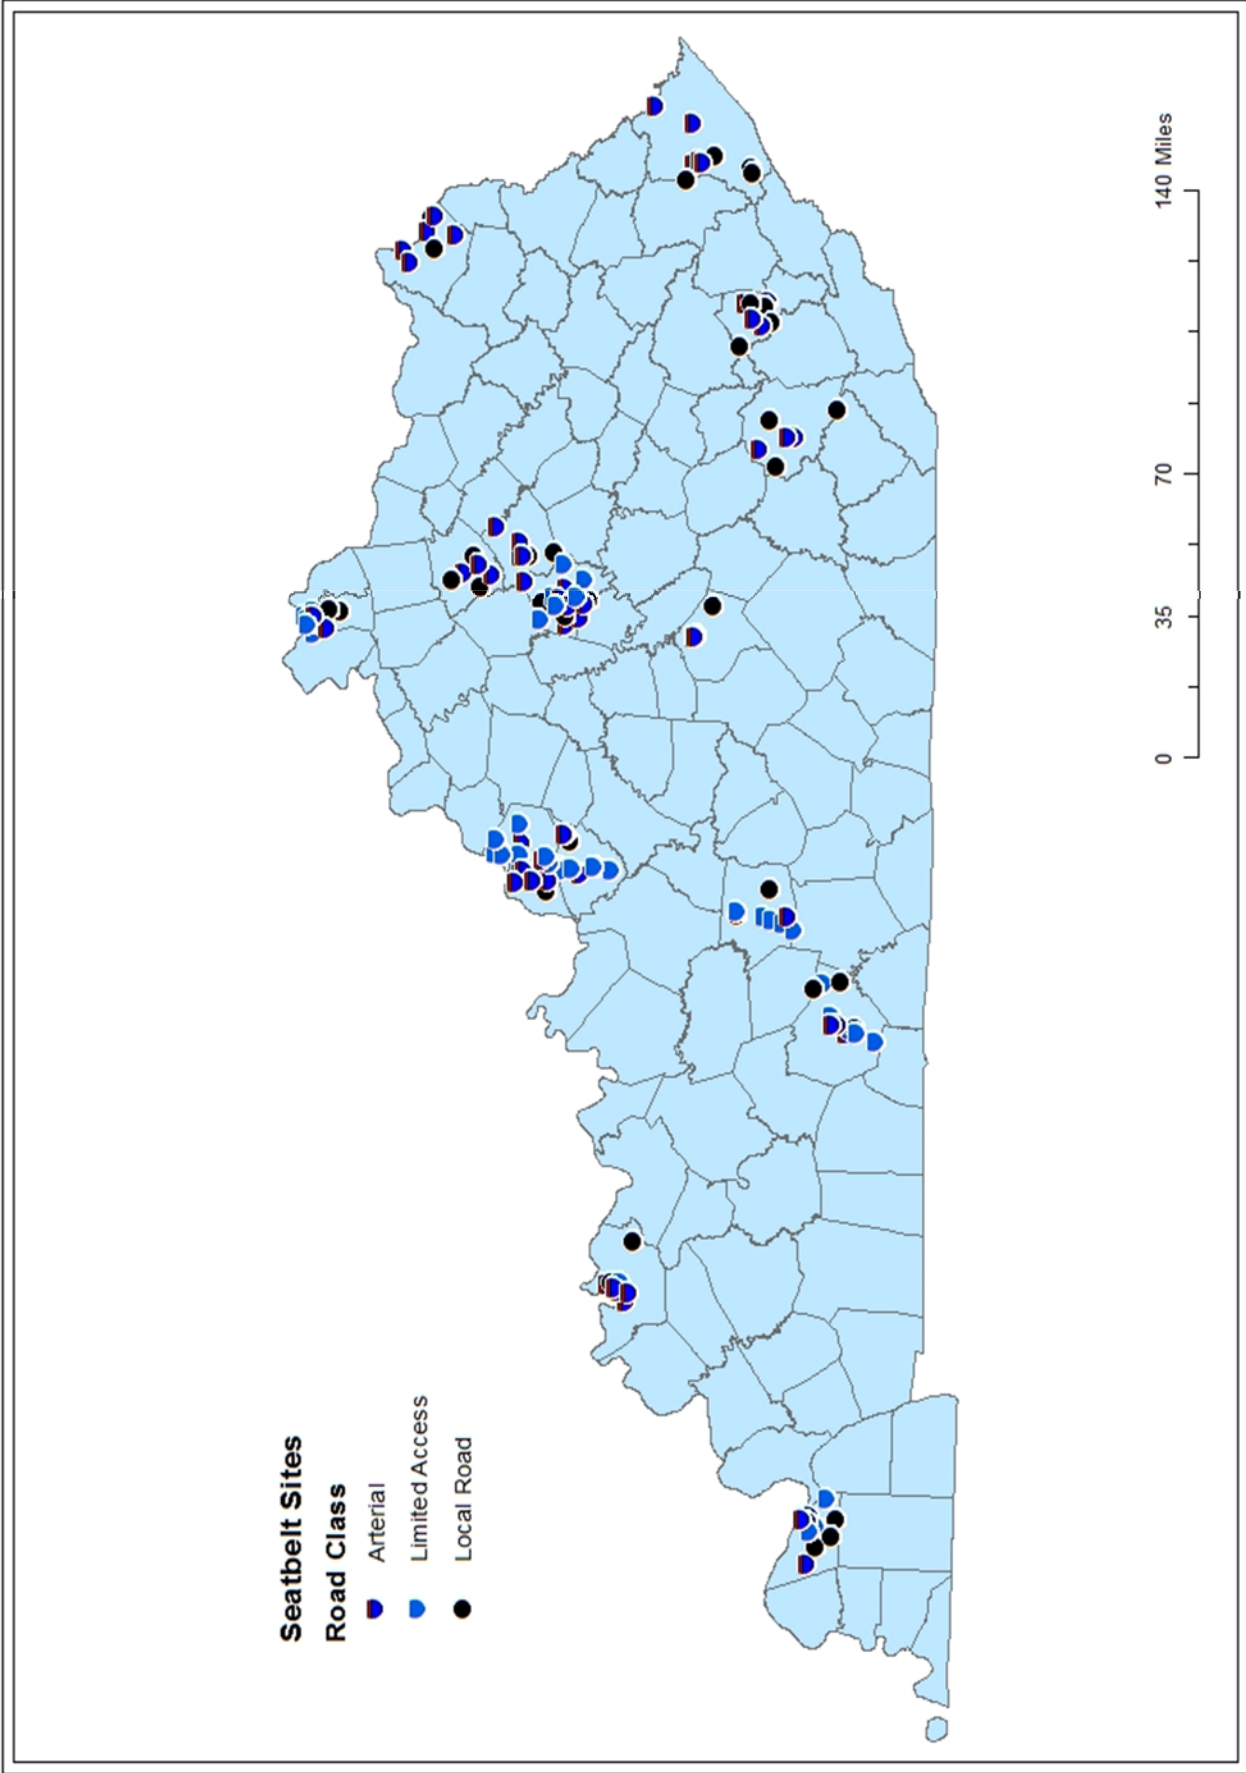 Seatbelt Sites
Road Class
Arterial
Limited Access
Local Road
0 35 70 140 Miles